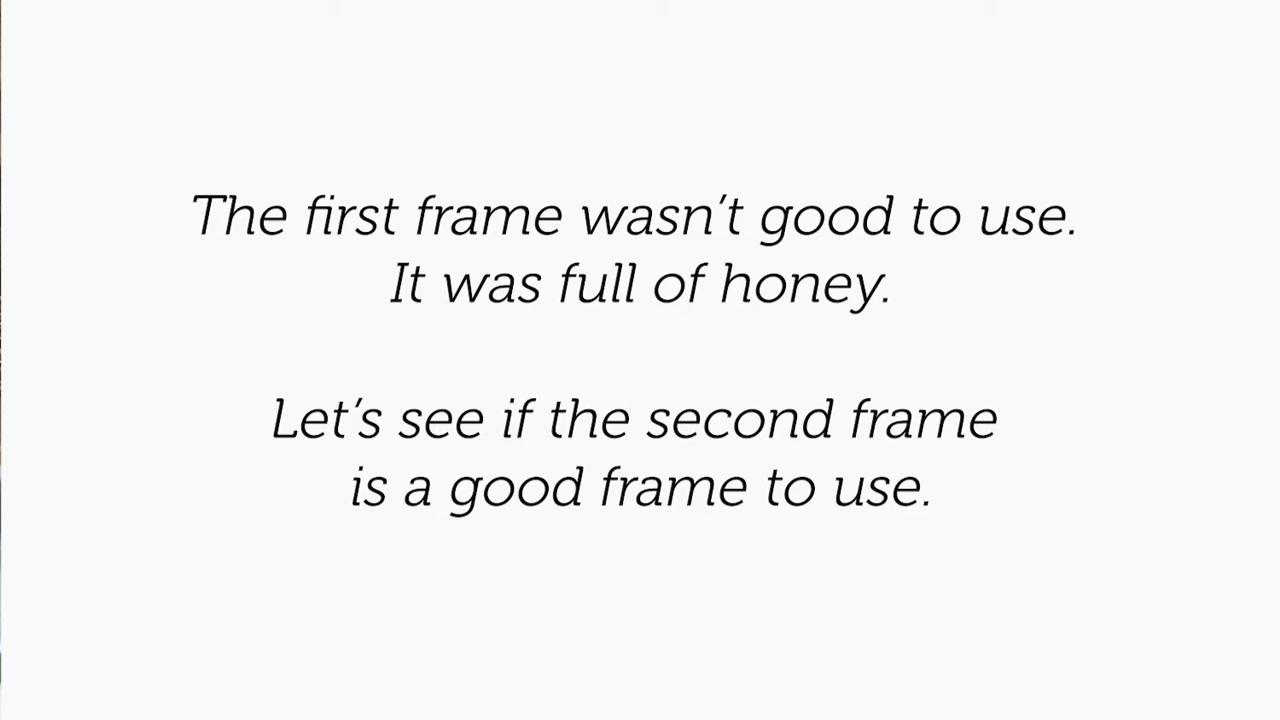 The first frame wasn't good to use.
It was full of honey.
Let's see if the second frame
is a good frame to use.